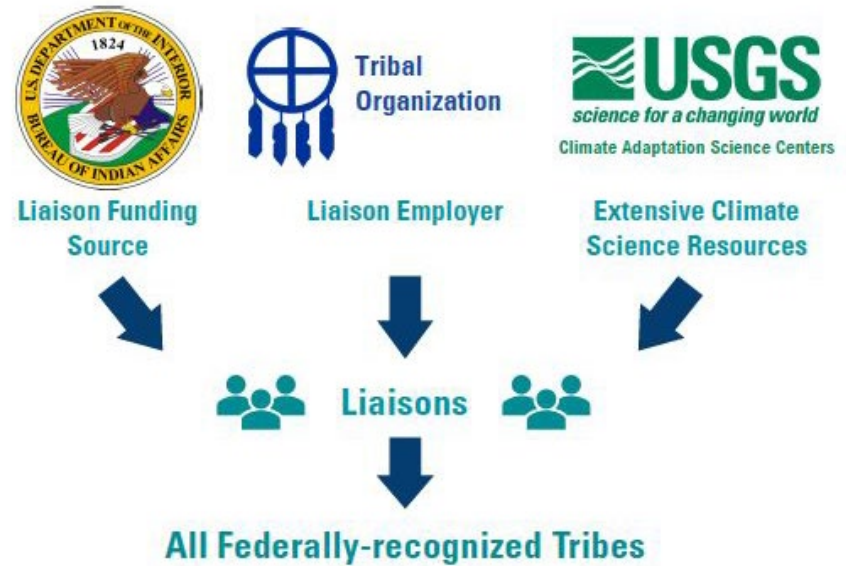 U.S. DEPARTMENT OF THE INTERIOR
1824
BUREAU OF INDIAN AFFAIRS
Tribal
Organization
USGS
science for a changing world
Climate Adaptation Science Centers
Liaison Funding
Source
Liaison Employer
Extensive Climate
Science Resources
Liaisons
All Federally-recognized Tribes